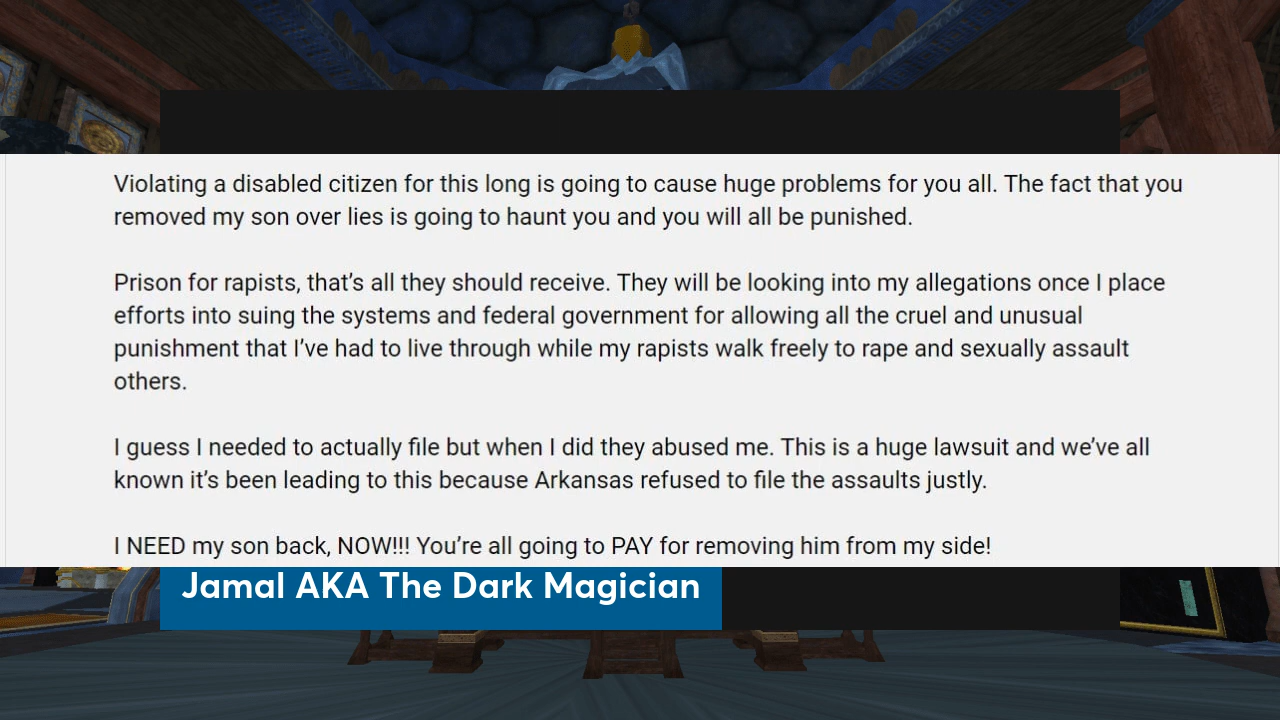 Violating a disabled citizen for this long is going to cause huge problems for you all. The fact that you
removed my son over lies is going to haunt you and you will all be punished.
Prison for rapists, that’s all they should receive. They will be looking into my allegations once I place
efforts into suing the systems and federal government for allowing all the cruel and unusual
punishment that I’ve had to live through while my rapists walk freely to rape and sexually assault
others.
I guess I needed to actually file but when I did they abused me. This is a huge lawsuit and we’ve all
known it’s been leading to this because Arkansas refused to file the assaults justly.
I NEED my son back, NOW!!! You’re all going to PAY for removing him from my side!
Jamal AKA The Dark Magician